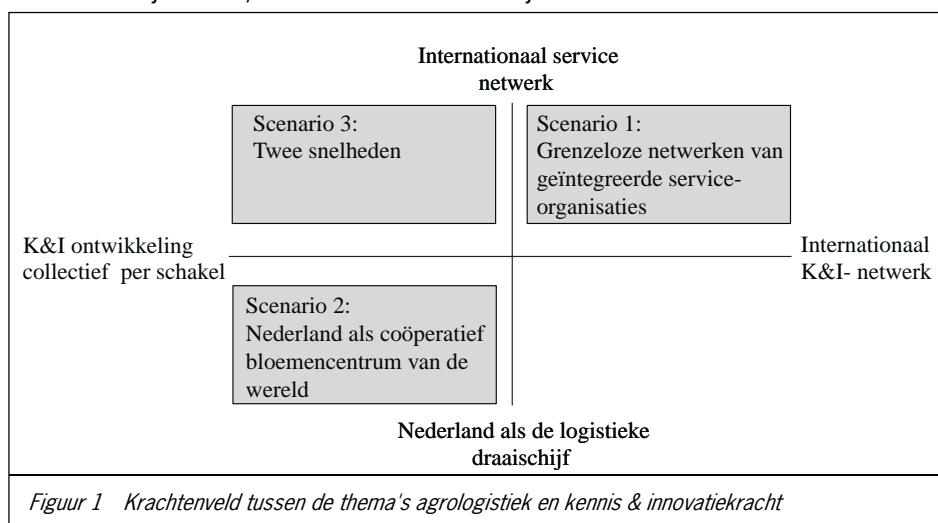 Internationaal service
netwerk
Scenario 3:
Twee snelheden
Scenario 1:
Grenzeloze netwerken van
geïntegreerde service-
organisaties
K&I ontwikkeling
collectief per schakel
Internationaal
K&I- netwerk
Scenario 2:
Nederland als coöperatief
bloemencentrum van de
wereld
Nederland als de logistieke
draaischijf
Figuur 1 Krachtenveld tussen de thema's agrologistiek en kennis & innovatiekracht